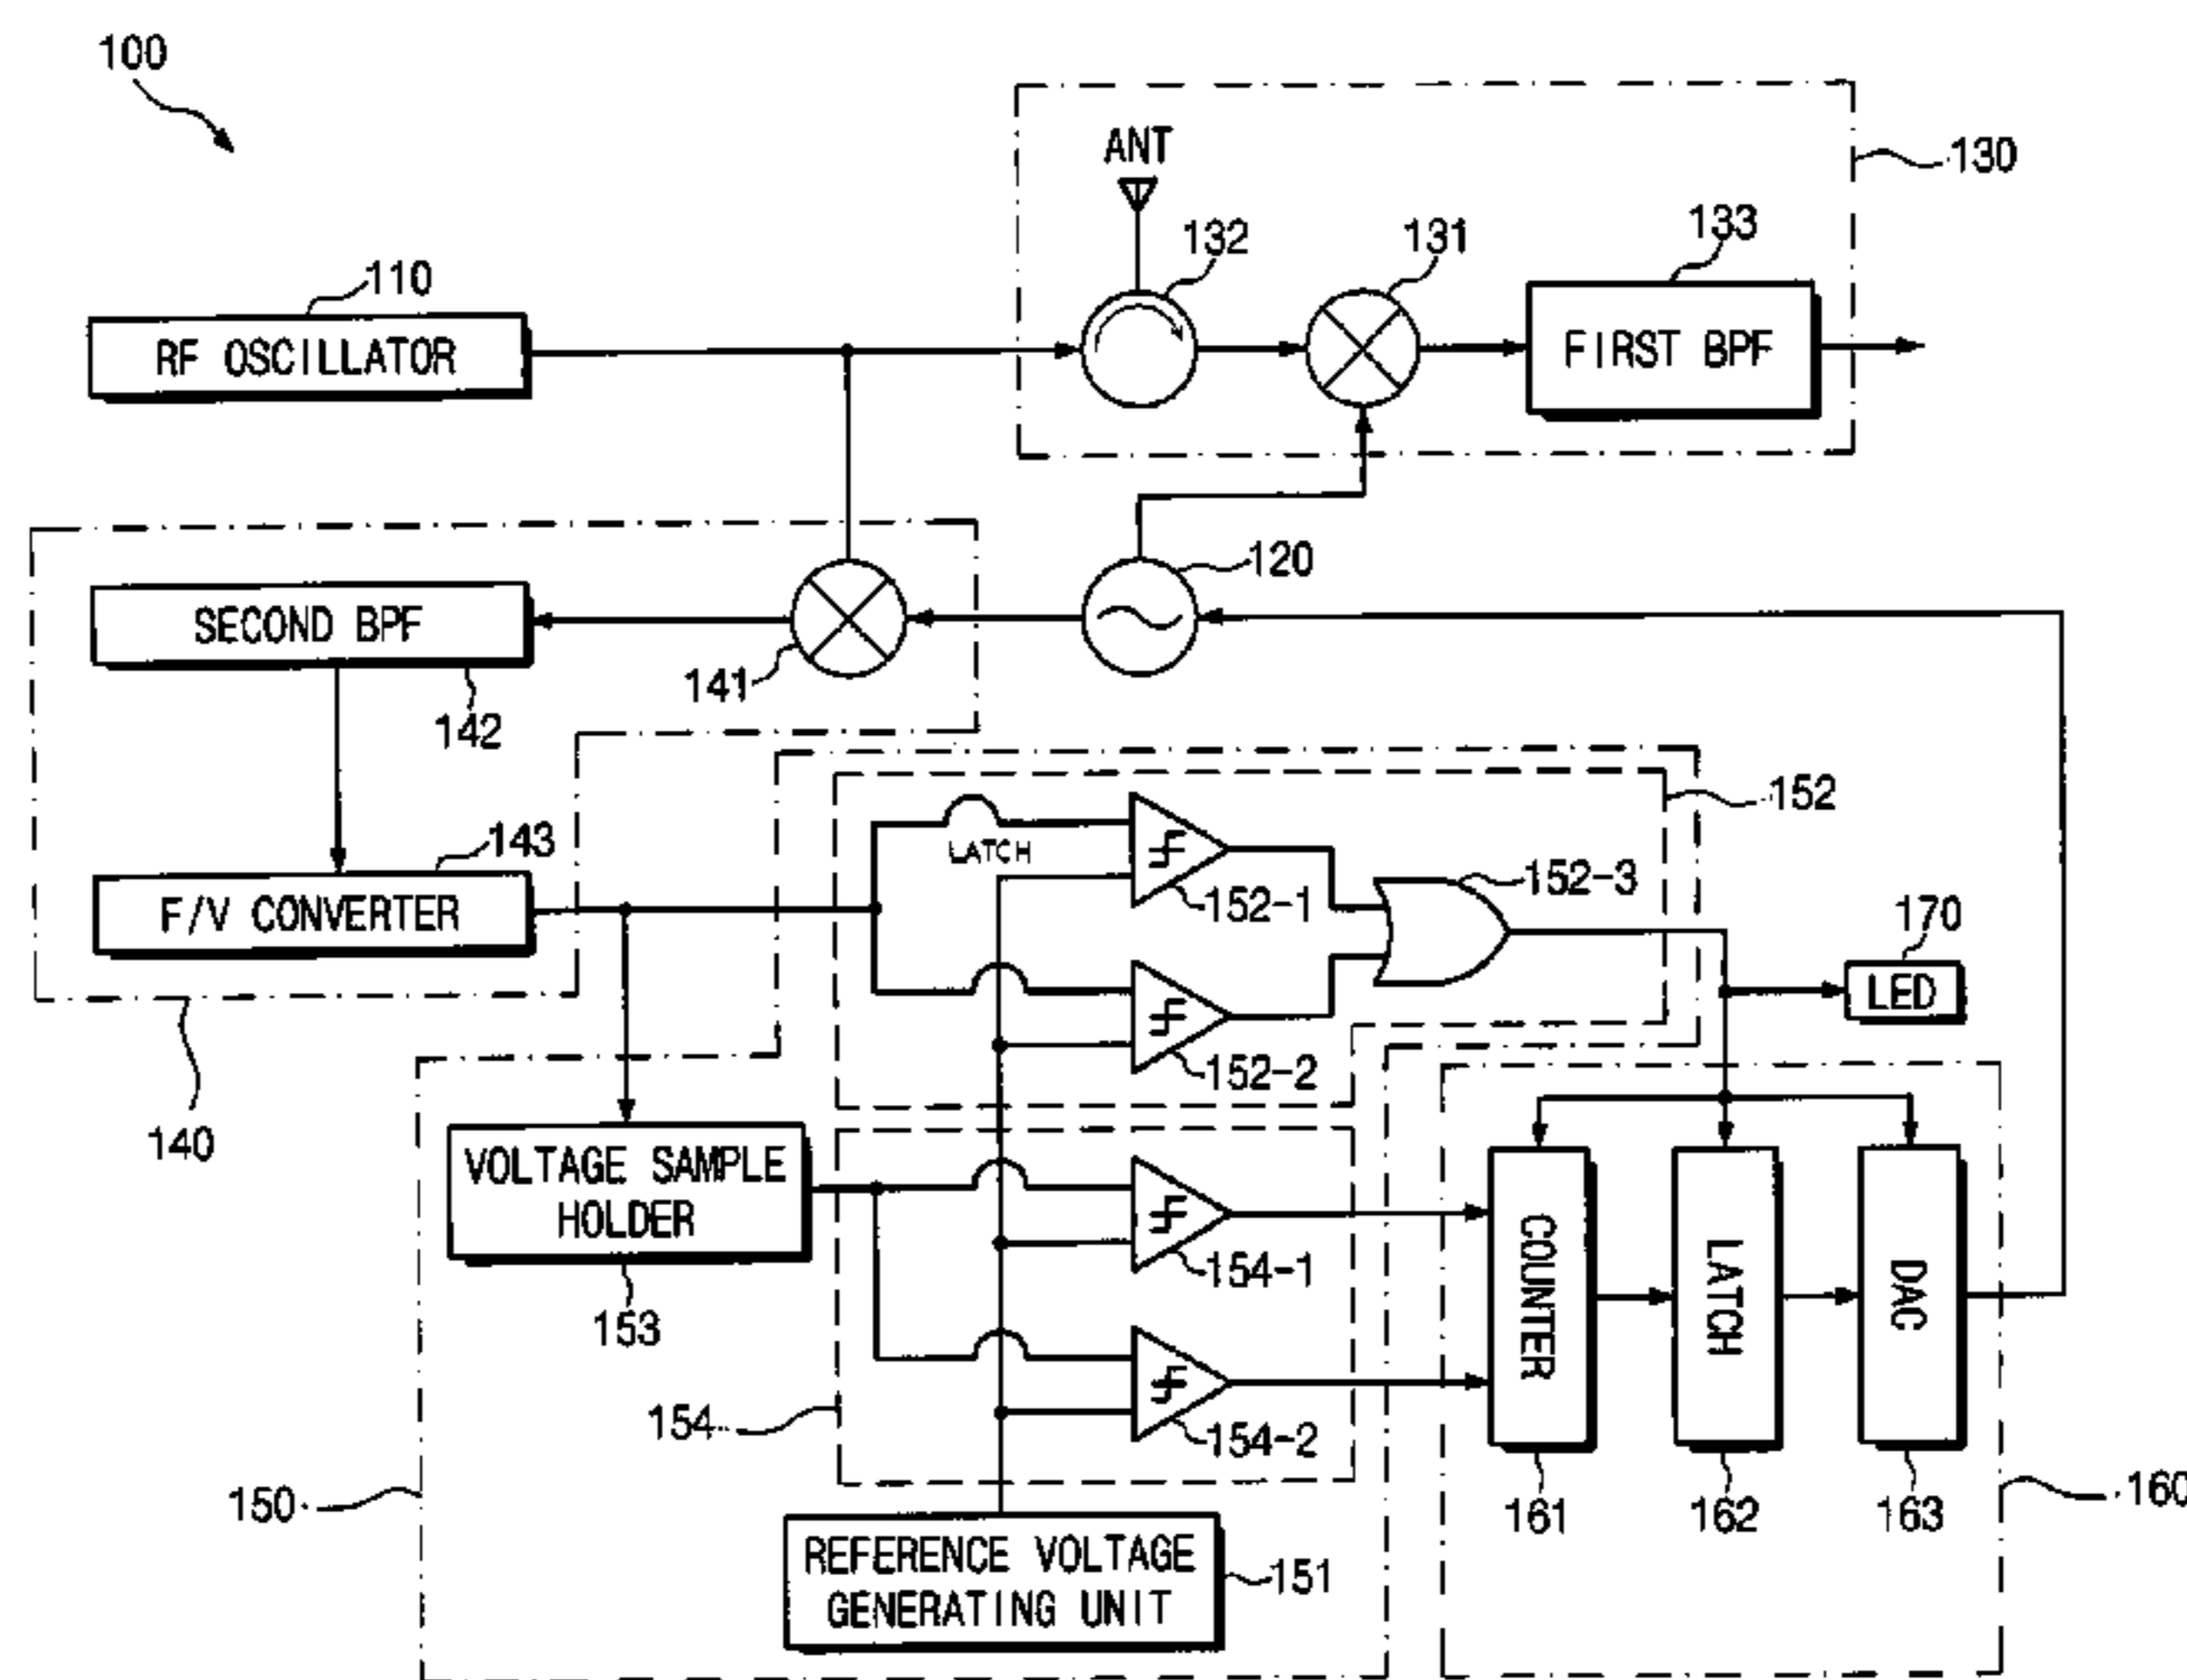 100
ANT
130
132
131
133
110
RF OSCILLATOR
FIRST BPF
120
SECOND BPF
141
142
152
143
LATCH
152-3
F/V CONVERTER
152-1
170
LED
152-2
140
VOLTAGE SAMPLE
HOLDER
154-1
COUNTER
LATCH
DAC
153
154
154-2
150
160
161
162
163
REFERENCE VOLTAGE
GENERATING UNIT
151